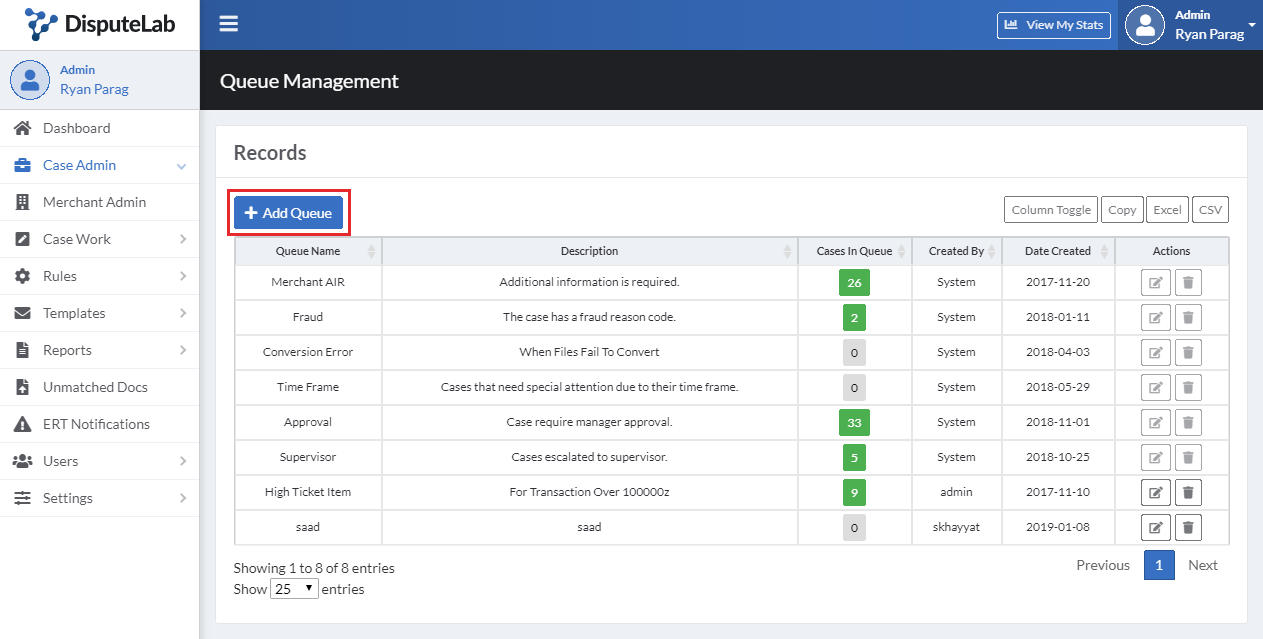 DisputeLab
View My Stats
Admin
Ryan Parag
Admin
Ryan Parag
Queue Management
Dashboard
Case Admin
Merchant Admin
Case Work
Rules
Templates
Reports
Unmatched Docs
ERT Notifications
Users
Settings
Records
Add Queue
Column Toggle Copy Excel CSV
Queue Name Description Cases In Queue Created By Date Created Actions
Merchant AIR Additional information is required. 26 System 2017-11-20
Fraud The case has a fraud reason code. 2 System 2018-01-11
Conversion Error When Files Fail To Convert 0 System 2018-04-03
Time Frame Cases that need special attention due to their time frame. 0 System 2018-05-29
Approval Case require manager approval. 33 System 2018-11-01
Supervisor Cases escalated to supervisor. 5 System 2018-10-25
High Ticket Item For Transaction Over 100000z 9 admin 2017-11-10
saad saad 0 skhayyat 2019-01-08
Showing 1 to 8 of 8 entries
Previous 1 Next
Show 25 entries